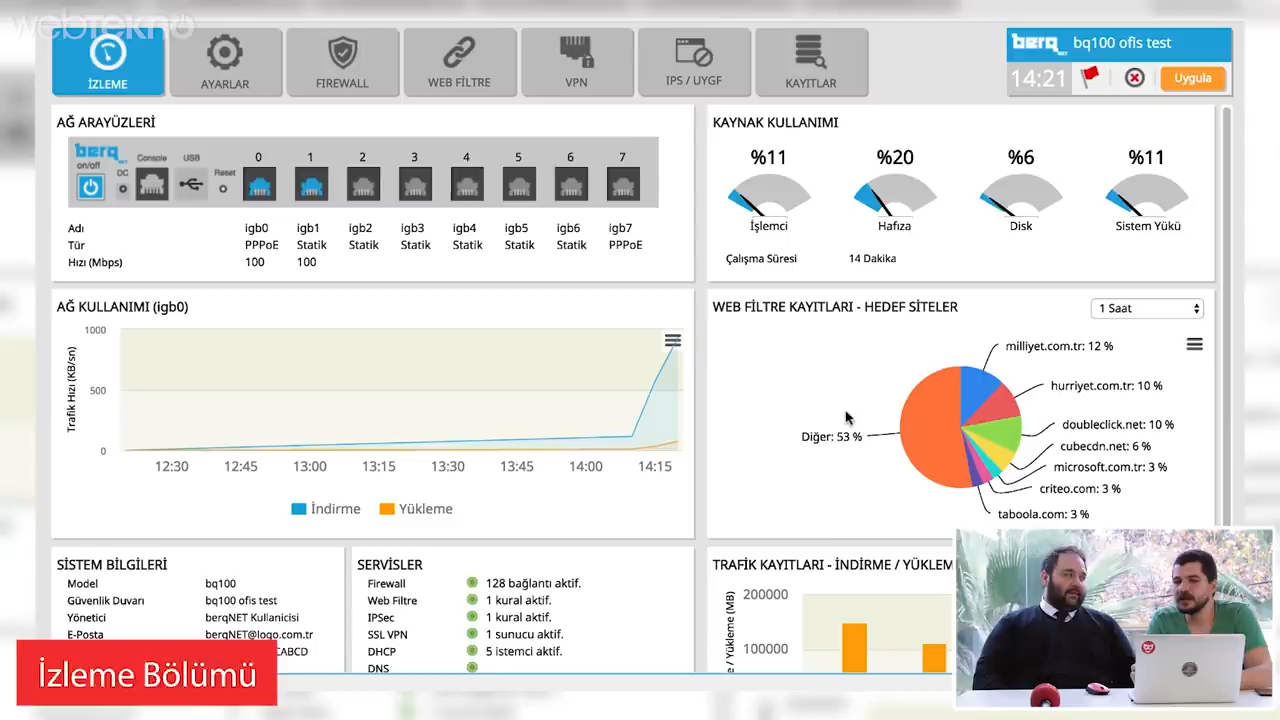 webtekno
İZLEME
AYARLAR
FIREWALL
WEB FİLTRE
VPN
IPS / UYGF
KAYITLAR
berq NET bq100 ofis test
14:21 Uygula
AĞ ARAYÜZLERİ
berq NET
on/off DC Console USB Reset 0 1 2 3 4 5 6 7
Adı igb0 igb1 igb2 igb3 igb4 igb5 igb6 igb7
Tür PPPoE Statik Statik Statik Statik Statik Statik PPPoE
Hızı (Mbps) 100 100
KAYNAK KULLANIMI
%11 %20 %6 %11
İşlemci Hafıza Disk Sistem Yükü
Çalışma Süresi 14 Dakika
AĞ KULLANIMI (igb0)
Trafik Hızı (KB/sn)
1000
500
0
12:30 12:45 13:00 13:15 13:30 13:45 14:00 14:15
İndirme Yükleme
WEB FİLTRE KAYITLARI - HEDEF SİTELER 1 Saat
milliyet.com.tr: 12 %
hurriyet.com.tr: 10 %
doubleclick.net: 10 %
Diğer: 53 %
cubecdn.net: 6 %
microsoft.com.tr: 3 %
criteo.com: 3 %
taboola.com: 3 %
SİSTEM BİLGİLERİ
Model bq100
Güvenlik Duvarı bq100 ofis test
Yönetici berqNET Kullanicisi
E-Posta berqNET@logo.com.tr
ABCD
SERVİSLER
Firewall 128 bağlantı aktif.
Web Filtre 1 kural aktif.
IPSec 1 kural aktif.
SSL VPN 1 sunucu aktif.
DHCP 5 istemci aktif.
DNS
TRAFİK KAYITLARI - İNDİRME / YÜKLEM
e / Yükleme (MB)
200000
100000
İzleme Bölümü